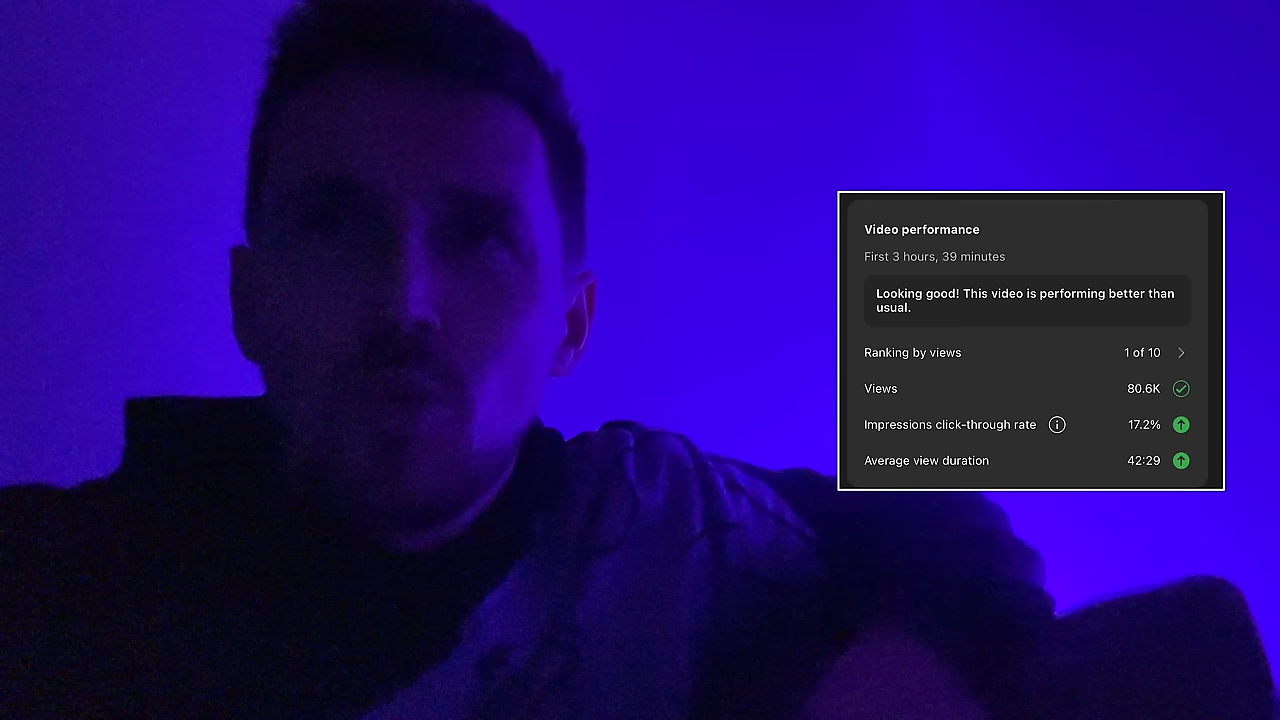 Video performance
First 3 hours, 39 minutes
Looking good! This video is performing better than
usual.
Ranking by views 1 of 10
Views 80.6K
Impressions click-through rate 17.2%
Average view duration 42:29